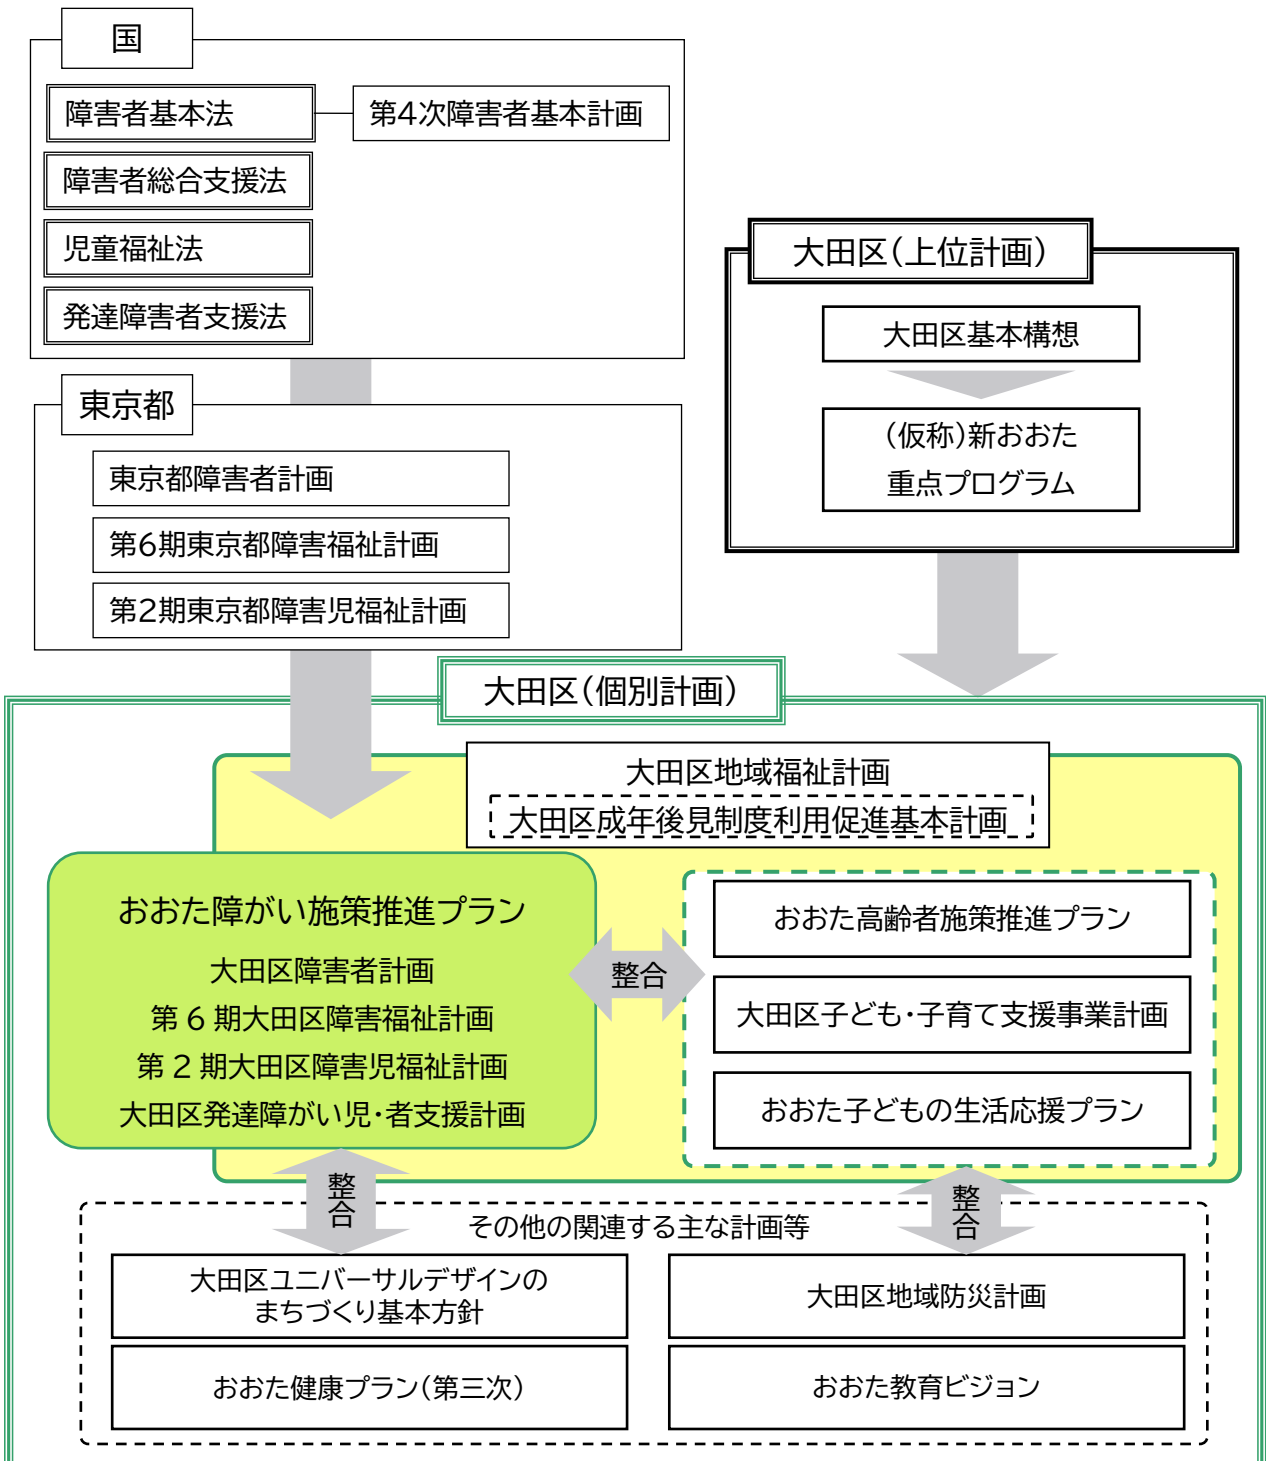 国
障害者基本法
第4次障害者基本計画
障害者総合支援法
児童福祉法
発達障害者支援法
東京都
東京都障害者計画
第6期東京都障害福祉計画
第2期東京都障害児福祉計画
大田区(上位計画)
大田区基本構想
(仮称)新おおた
重点プログラム
大田区(個別計画)
大田区地域福祉計画
大田区成年後見制度利用促進基本計画
おおた障がい施策推進プラン
大田区障害者計画
第 6 期大田区障害福祉計画
第 2 期大田区障害児福祉計画
大田区発達障がい児・者支援計画
整合
おおた高齢者施策推進プラン
大田区子ども・子育て支援事業計画
おおた子どもの生活応援プラン
整合
整合
その他の関連する主な計画等
大田区ユニバーサルデザインの
まちづくり基本方針
大田区地域防災計画
おおた健康プラン(第三次)
おおた教育ビジョン